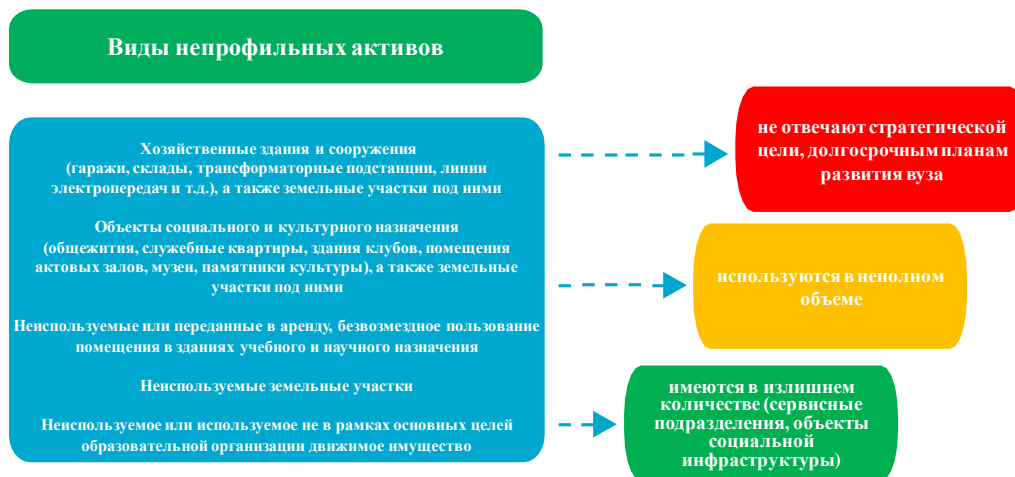 Виды непрофильных активов
Хозяйственные здания и сооружения
(гаражи, склады, трансформаторные подстанции, линии
электропередач и т.д.), а также земельные участки под ними
Объекты социального и культурного назначения
(общежития, служебные квартиры, здания клубов, помещения
актовых залов, музеи, памятники культуры), а также земельные
участки под ними
Неиспользуемые или переданные в аренду, безвозмездное пользование
помещения в зданиях учебного и научного назначения
Неиспользуемые земельные участки
Неиспользуемое или используемое не в рамках основных целей
образовательной организации движимое имущество
не отвечают стратегической
цели, долгосрочным планам
развития вуза
используются в неполном
объеме
имеются в излишнем
количестве (сервисные
подразделения, объекты
социальной
инфраструктуры)